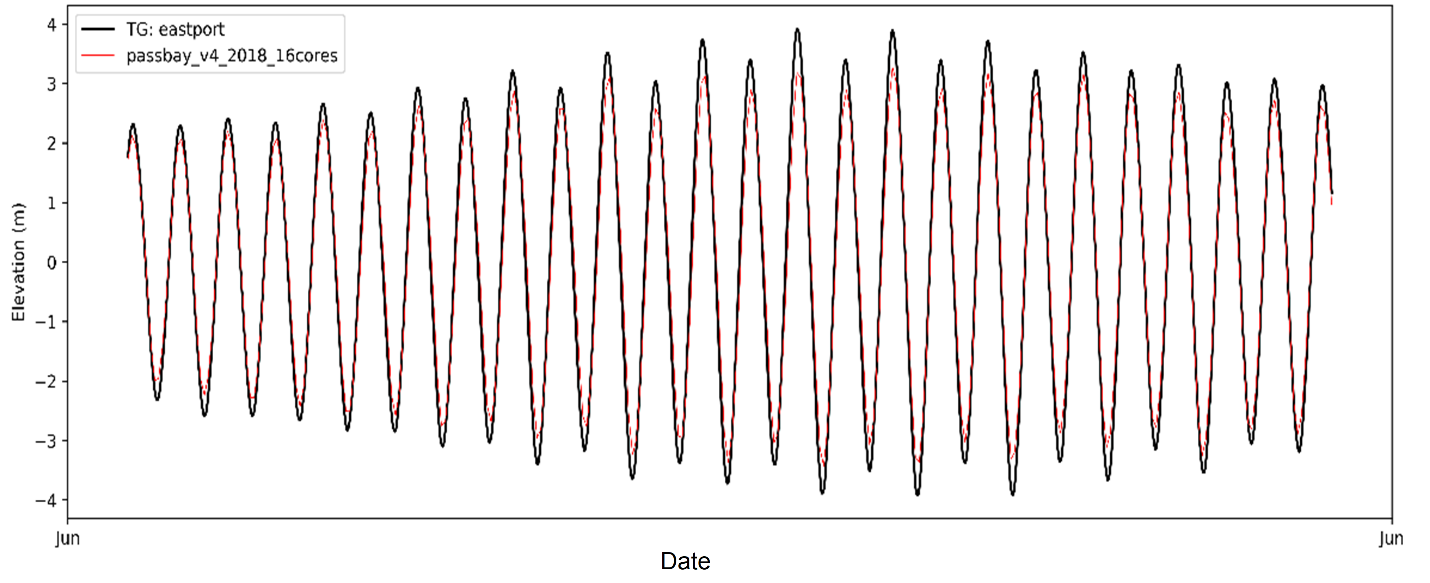 TG: eastport
passbay_v4_2018_16cores
4
3
2
1
0
−1
−2
−3
−4
Elevation (m)
Jun
Jun
Date